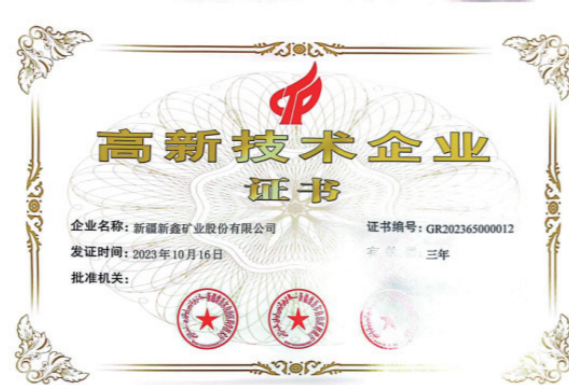 高新技术企业
证书
企业名称：新疆新鑫矿业股份有限公司
证书编号：GR202365000012
发证时间：2023年10月16日
三年
批准机关：